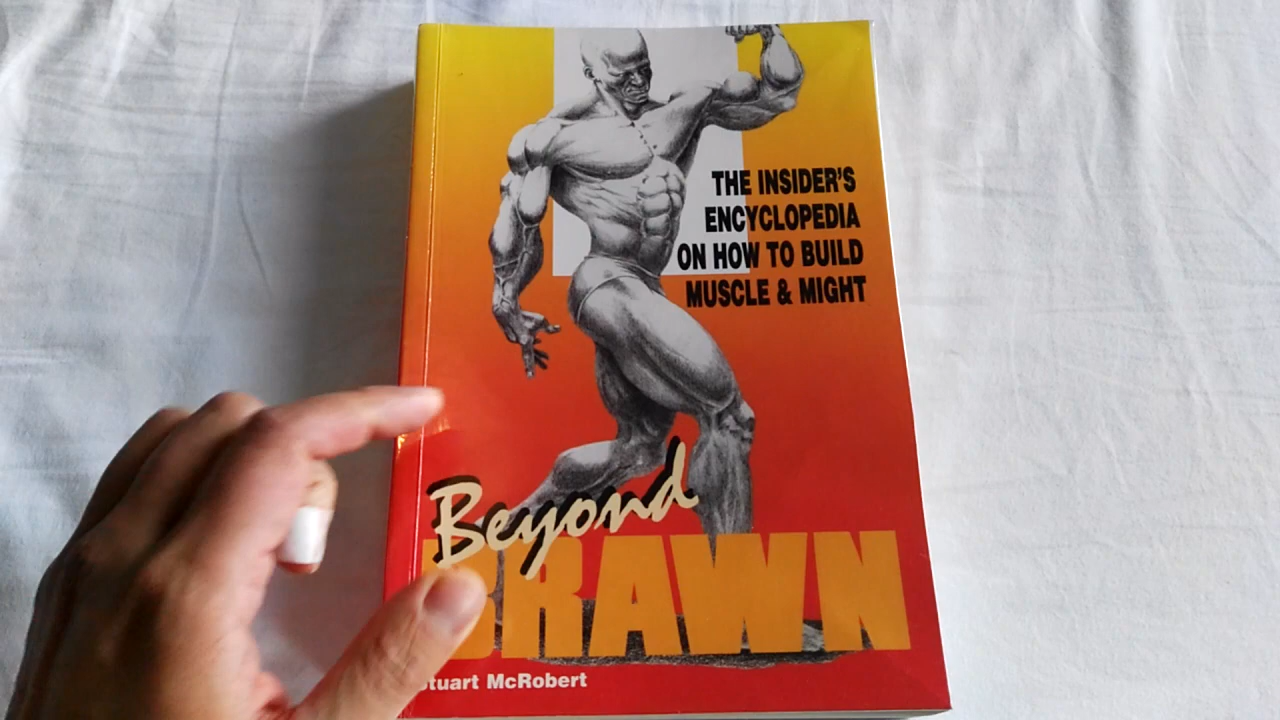 THE INSIDER'S
ENCYCLOPEDIA
ON HOW TO BUILD
MUSCLE & MIGHT
Beyond
BRAWN
Stuart McRobert